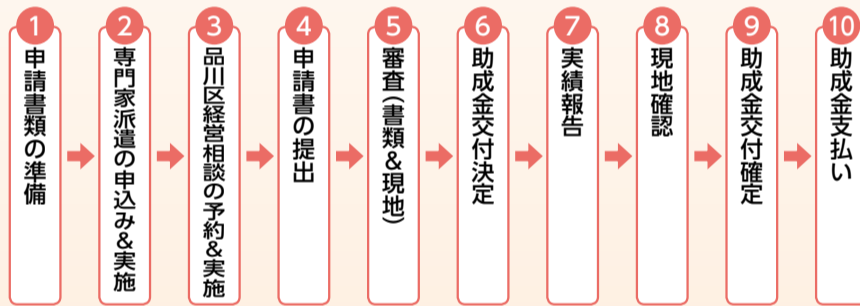 1
申請書類の準備
2
専門家派遣の申込み&実施
3
品川区経営相談の予約&実施
4
申請書の提出
5
審査(書類&現地)
6
助成金交付決定
7
実績報告
8
現地確認
9
助成金交付確定
10
助成金支払い